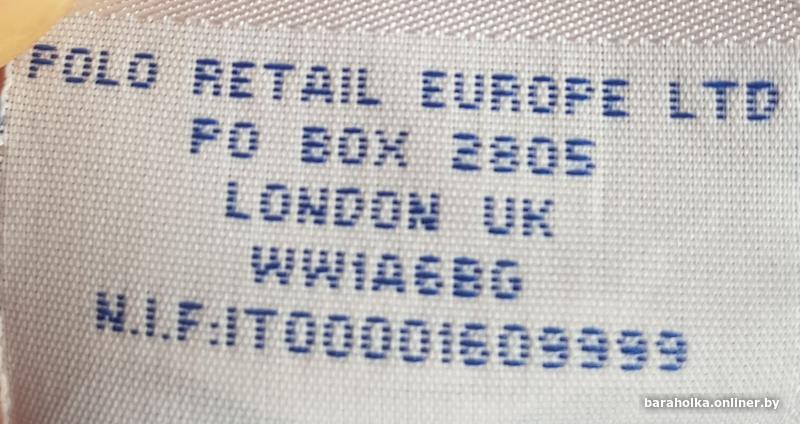 POLO RETAIL EUROPE LTD
PO BOX 2805
LONDON UK
WW1A6BG
N.I.F:IT00001609999
baraholka.onliner.by